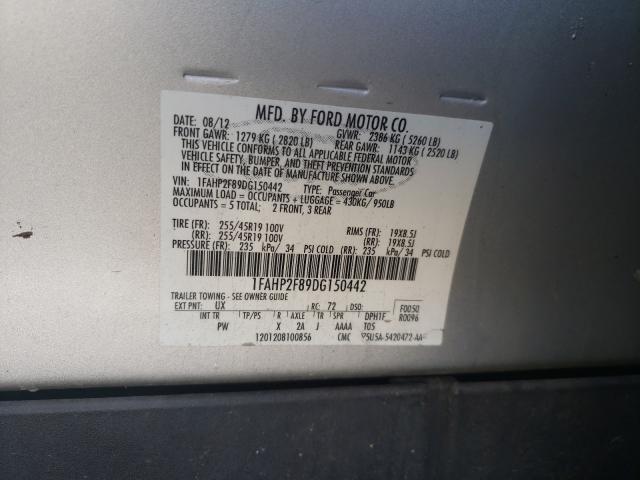 MFD. BY FORD MOTOR CO.
DATE: 08/12 GVWR: 2386 KG ( 5260 LB)
FRONT GAWR: 1279 KG ( 2820 LB) REAR GAWR: 1143 KG ( 2520 LB)
THIS VEHICLE CONFORMS TO ALL APPLICABLE FEDERAL MOTOR
VEHICLE SAFETY, BUMPER, AND THEFT PREVENTION STANDARDS
IN EFFECT ON THE DATE OF MANUFACTURE SHOWN ABOVE.
VIN: 1FAHP2F89DG150442 TYPE: Passenger Car
MAXIMUM LOAD = OCCUPANTS + LUGGAGE = 430KG/ 950LB
OCCUPANTS = 5 TOTAL; 2 FRONT, 3 REAR
TIRE (FR): 255/45R19 100V RIMS (FR): 19X8.5J
(RR): 255/45R19 100V (RR): 19X8.5J
PRESSURE (FR): 235 kPa/ 34 PSI COLD (RR): 235 kPa/ 34 PSI COLD
1FAHP2F89DG150442
TRAILER TOWING - SEE OWNER GUIDE
EXT PNT: UX RC: 72 DSO: F0050
INT TR TP/PS R AXLE TR SPR DPH1F R0096
PW X 2A J AAAA T05
1201208100856 CMC 5U5A-5420472-AA